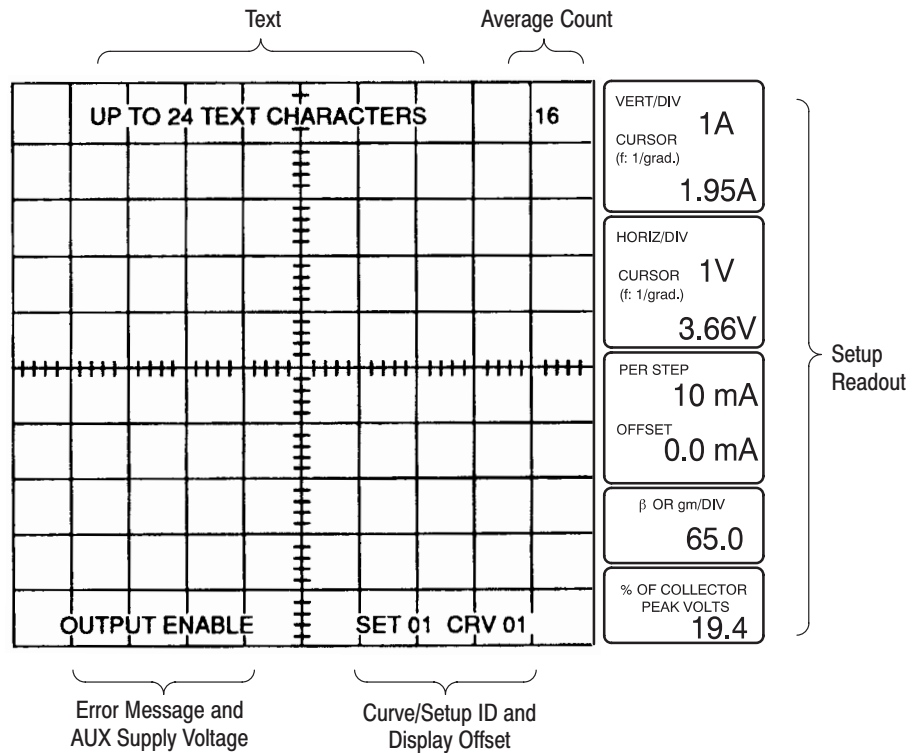 Text
Average Count
UP TO 24 TEXT CHARACTERS
16
VERT/DIV
1A
CURSOR
(f: 1/grad.)
1.95A
HORIZ/DIV
1V
CURSOR
(f: 1/grad.)
3.66V
PER STEP
10 mA
OFFSET
0.0 mA
β OR gm/DIV
65.0
% OF COLLECTOR
PEAK VOLTS
19.4
Setup
Readout
OUTPUT ENABLE
SET 01 CRV 01
Error Message and
AUX Supply Voltage
Curve/Setup ID and
Display Offset